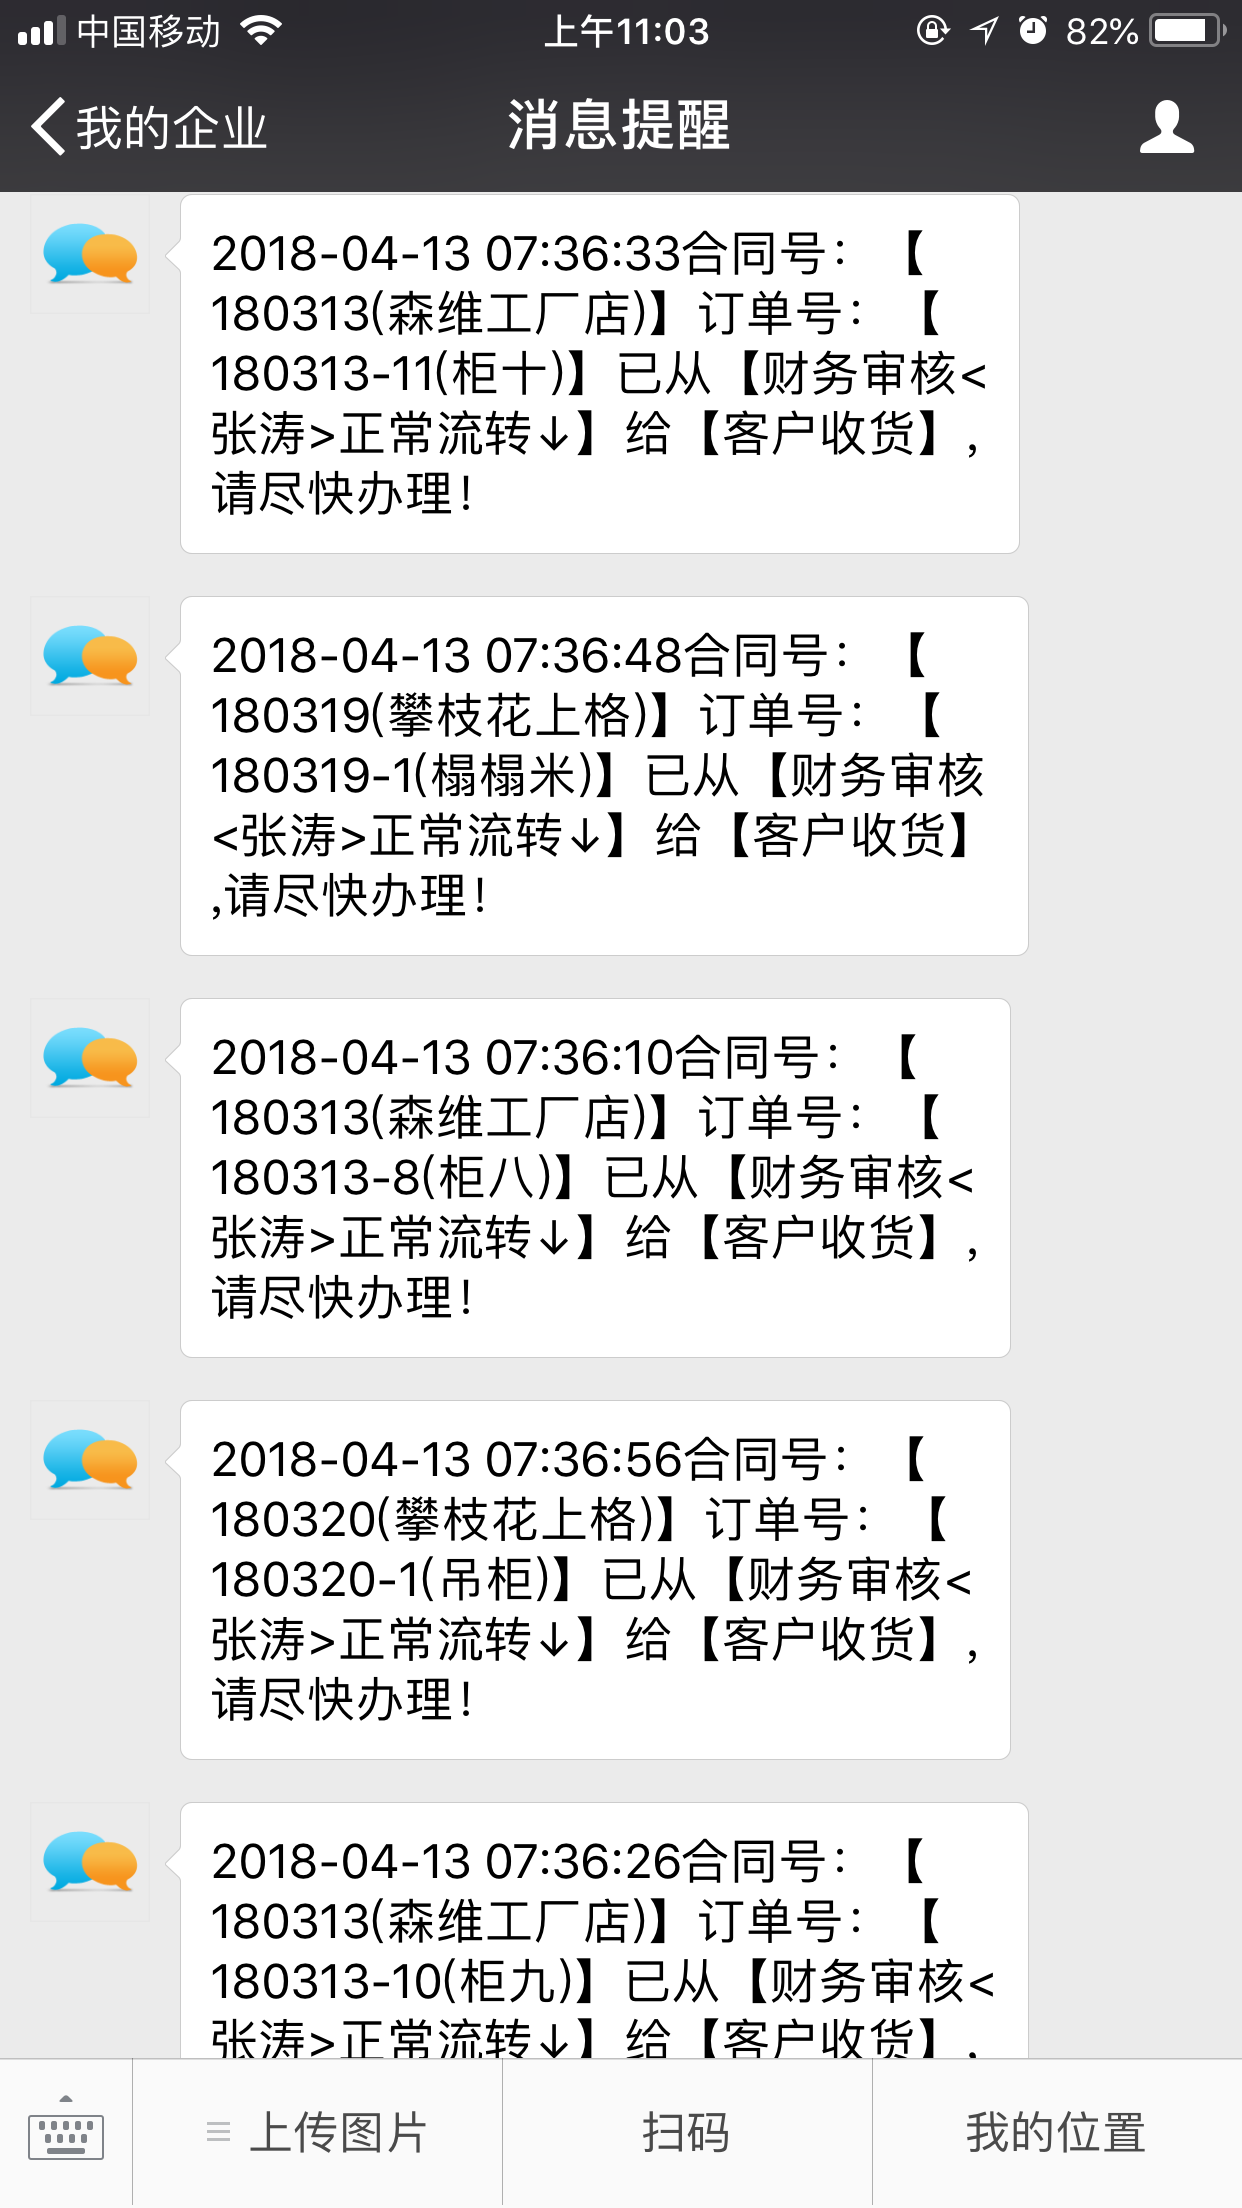 中国移动 上午11:03 82%
我的企业 消息提醒
2018-04-13 07:36:33合同号：【
180313(森维工厂店)】订单号：【
180313-11(柜十)】已从【财务审核<
张涛>正常流转↓】给【客户收货】,
请尽快办理！
2018-04-13 07:36:48合同号：【
180319(攀枝花上格)】订单号：【
180319-1(榻榻米)】已从【财务审核
<张涛>正常流转↓】给【客户收货】
,请尽快办理！
2018-04-13 07:36:10合同号：【
180313(森维工厂店)】订单号：【
180313-8(柜八)】已从【财务审核<
张涛>正常流转↓】给【客户收货】,
请尽快办理！
2018-04-13 07:36:56合同号：【
180320(攀枝花上格)】订单号：【
180320-1(吊柜)】已从【财务审核<
张涛>正常流转↓】给【客户收货】,
请尽快办理！
2018-04-13 07:36:26合同号：【
180313(森维工厂店)】订单号：【
180313-10(柜九)】已从【财务审核<
张涛>正常流转↓】给【客户收货】,
上传图片 扫码 我的位置